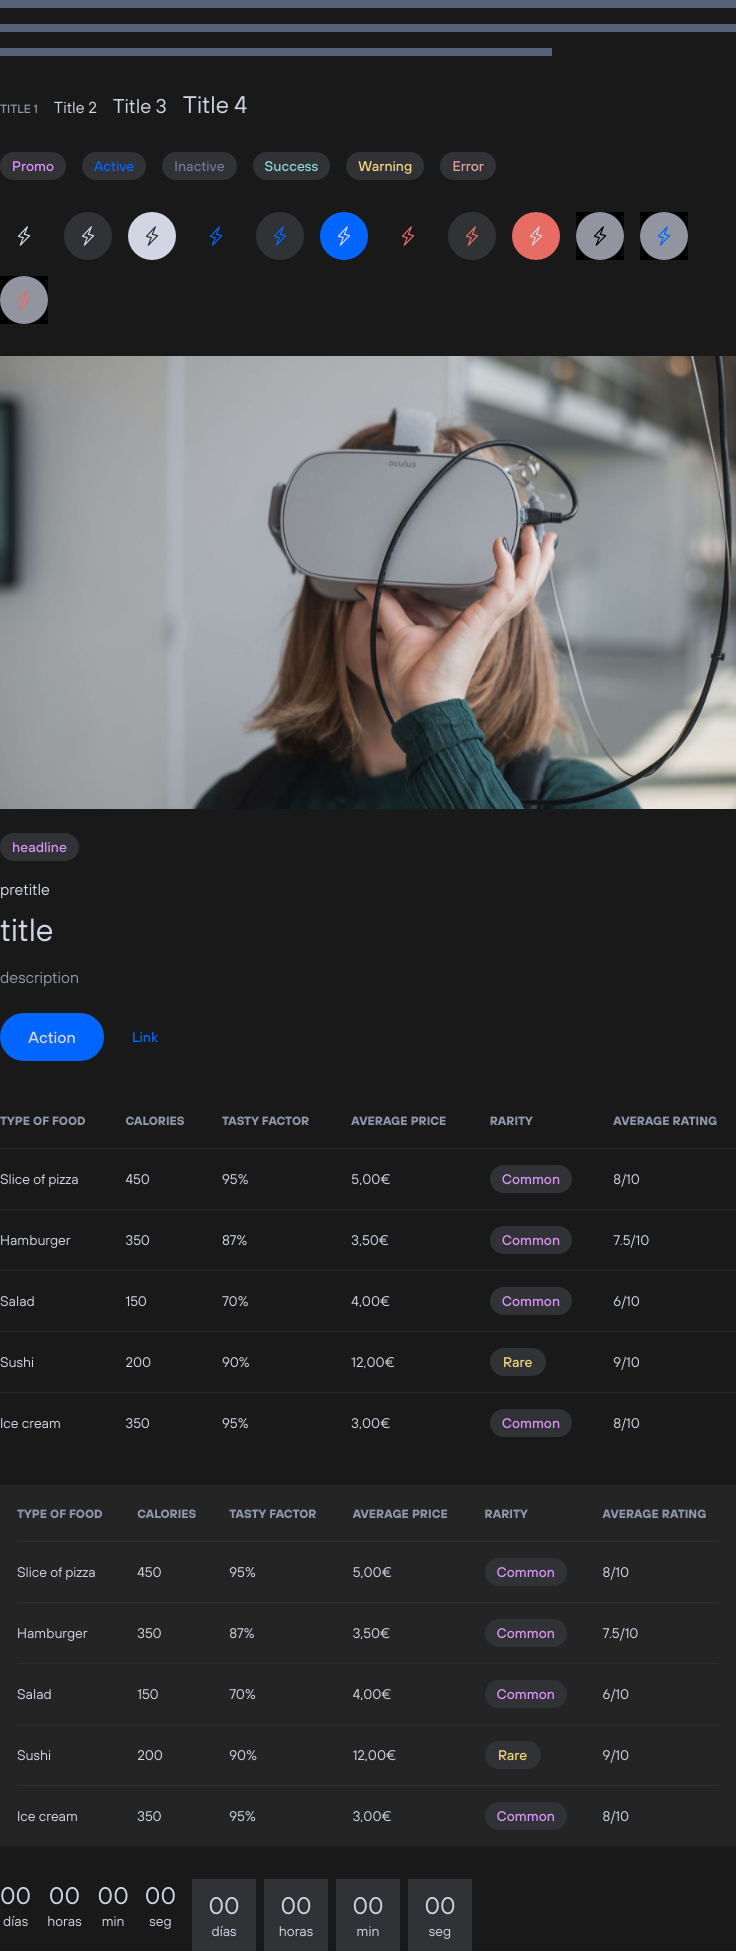 TITLE 1 Title 2 Title 3 Title 4
Promo Active Inactive Success Warning Error
oculus
headline
pretitle
title
description
Action Link
TYPE OF FOOD CALORIES TASTY FACTOR AVERAGE PRICE RARITY AVERAGE RATING
Slice of pizza 450 95% 5,00€ Common 8/10
Hamburger 350 87% 3,50€ Common 7.5/10
Salad 150 70% 4,00€ Common 6/10
Sushi 200 90% 12,00€ Rare 9/10
Ice cream 350 95% 3,00€ Common 8/10
TYPE OF FOOD CALORIES TASTY FACTOR AVERAGE PRICE RARITY AVERAGE RATING
Slice of pizza 450 95% 5,00€ Common 8/10
Hamburger 350 87% 3,50€ Common 7.5/10
Salad 150 70% 4,00€ Common 6/10
Sushi 200 90% 12,00€ Rare 9/10
Ice cream 350 95% 3,00€ Common 8/10
00 00 00 00 00 00 00 00
días horas min seg días horas min seg